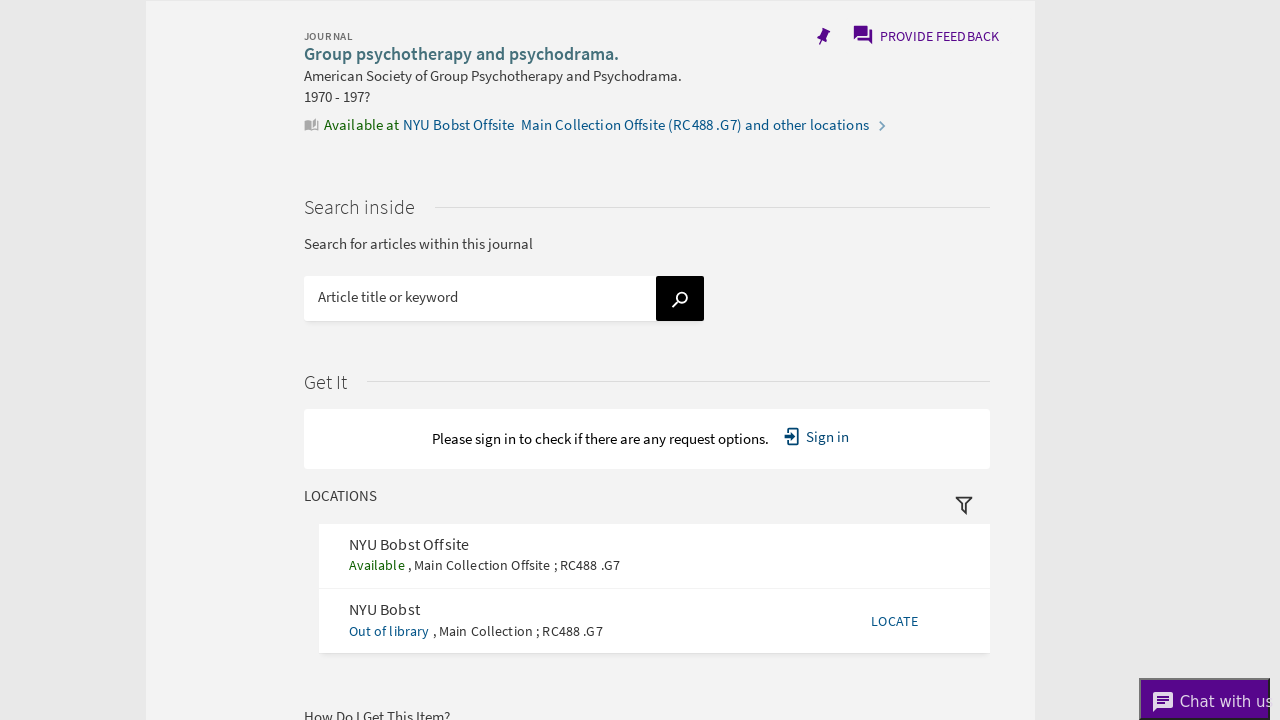 JOURNAL
PROVIDE FEEDBACK
Group psychotherapy and psychodrama.
American Society of Group Psychotherapy and Psychodrama.
1970 - 197?
Available at NYU Bobst Offsite Main Collection Offsite (RC488 .G7) and other locations
Search inside
Search for articles within this journal
Article title or keyword
Get It
Please sign in to check if there are any request options. Sign in
LOCATIONS
NYU Bobst Offsite
Available , Main Collection Offsite ; RC488 .G7
NYU Bobst
Out of library , Main Collection ; RC488 .G7
LOCATE
Chat with us
How Do I Get This Item?